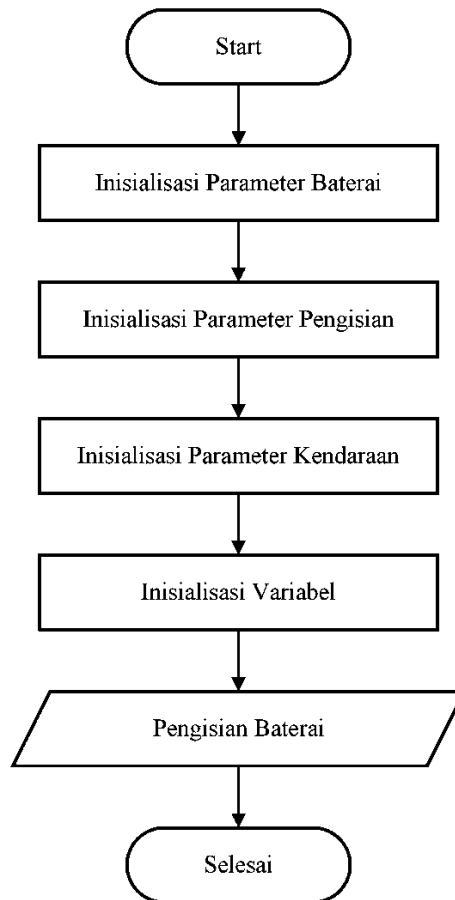 Start
Inisialisasi Parameter Baterai
Inisialisasi Parameter Pengisian
Inisialisasi Parameter Kendaraan
Inisialisasi Variabel
Pengisian Baterai
Selesai